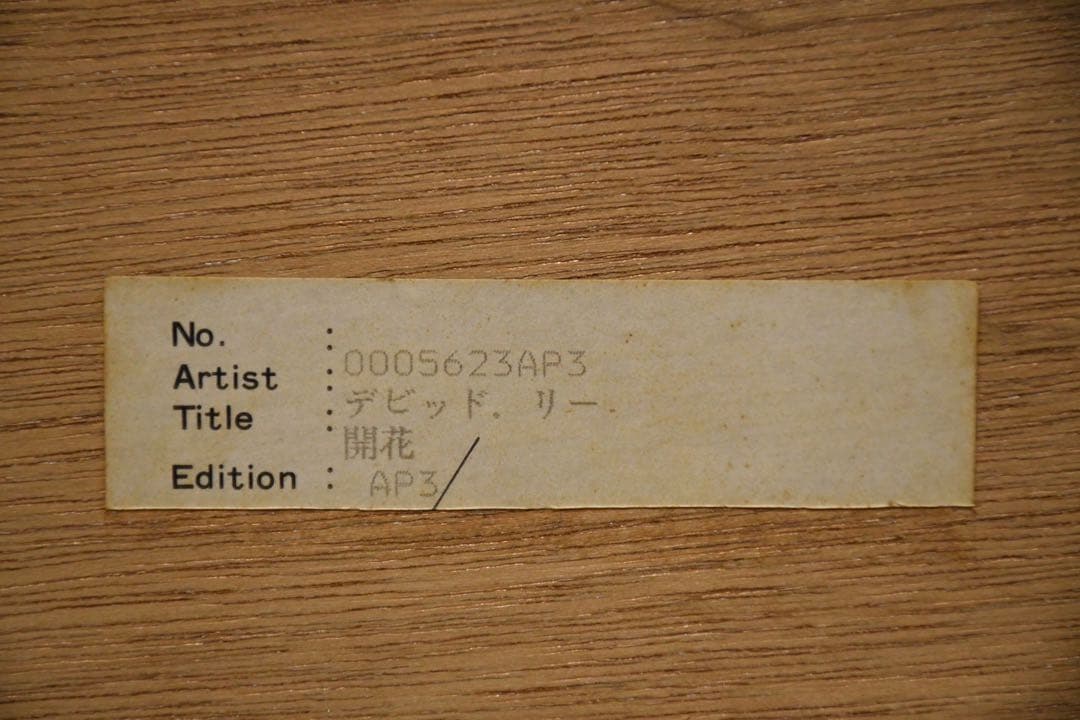 No. : 0005623AP3
Artist : デビッド. リー
Title : 開花
Edition : AP3/